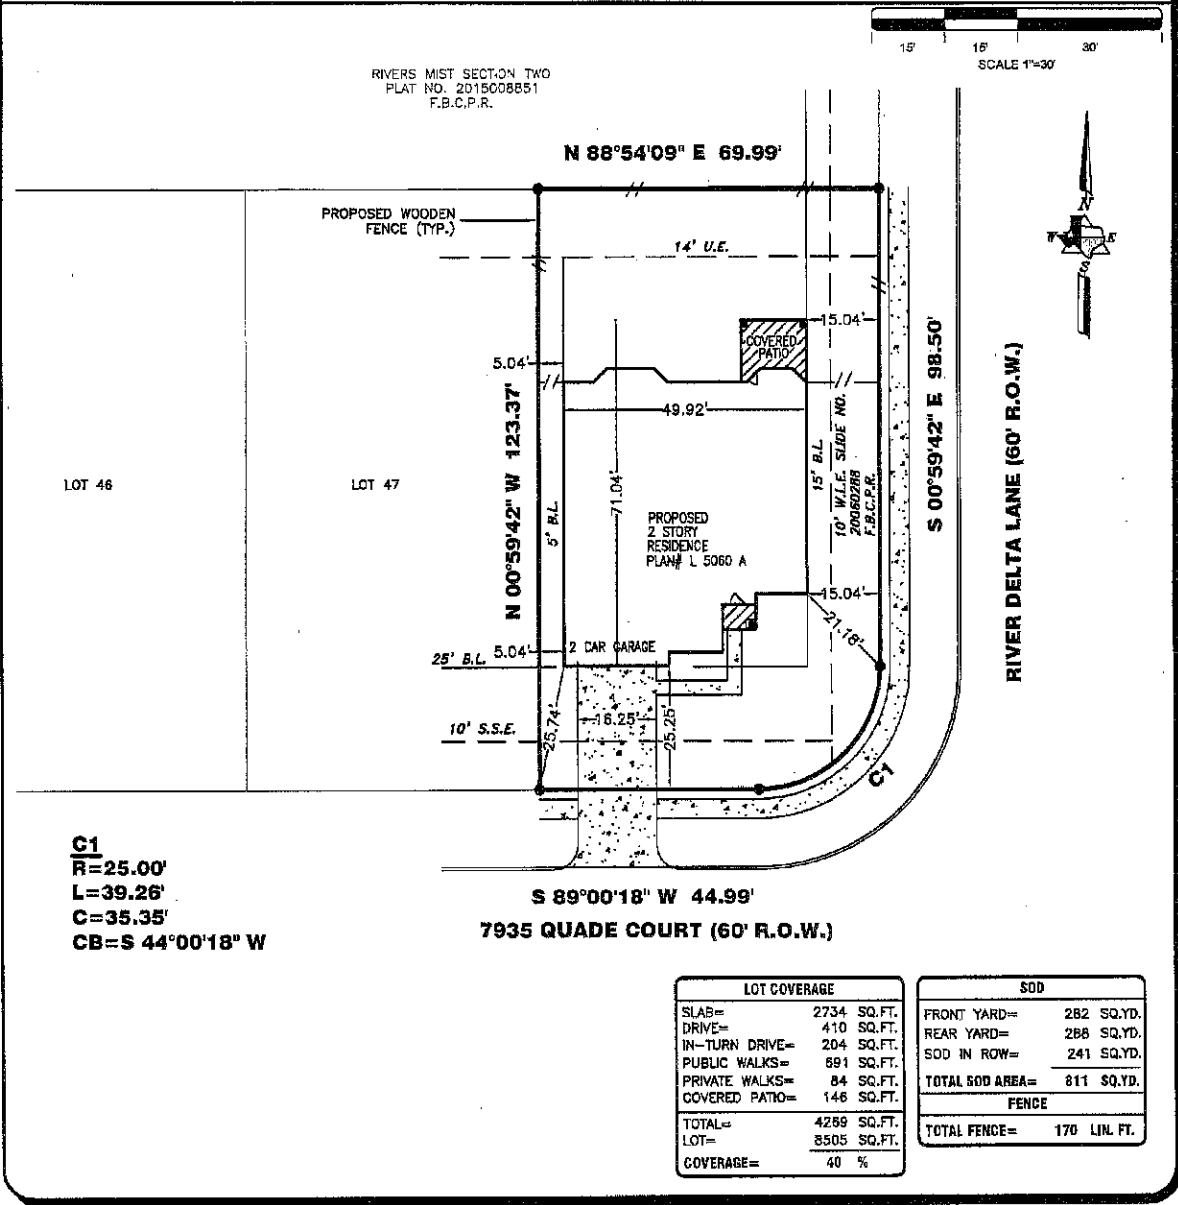 15'
15'
30'
SCALE 1"=30'
RIVERS MIST SECTION TWO
PLAT NO. 2015008851
F.B.C.P.R.
N 88°54'09" E 69.99'
PROPOSED WOODEN
FENCE (TYP.)
14' U.E.
N
W
E
S
15.04'
COVERED
PATIO
5.04'
49.92'
N 00°59'42" W 123.37'
S 00°59'42" E 98.50'
RIVER DELTA LANE (60' R.O.W.)
LOT 46
LOT 47
5' B.L.
71.04'
15' B.L.
10' W.L.E. SLIDE NO.
20060288
F.B.C.P.R.
PROPOSED
2 STORY
RESIDENCE
PLAN# L 5060 A
15.04'
21.18'
2 CAR GARAGE
5.04'
25' B.L.
10' S.S.E.
25.74'
16.25'
25.25'
C1
C1
R=25.00'
L=39.26'
C=35.35'
CB=S 44°00'18" W
S 89°00'18" W 44.99'
7935 QUADE COURT (60' R.O.W.)
LOT COVERAGE
SLAB= 2734 SQ.FT.
DRIVE= 410 SQ.FT.
IN-TURN DRIVE= 204 SQ.FT.
PUBLIC WALKS= 691 SQ.FT.
PRIVATE WALKS= 84 SQ.FT.
COVERED PATIO= 146 SQ.FT.
TOTAL= 4269 SQ.FT.
LOT= 8505 SQ.FT.
COVERAGE= 40 %
SOD
FRONT YARD= 282 SQ.YD.
REAR YARD= 288 SQ.YD.
SOD IN ROW= 241 SQ.YD.
TOTAL SOD AREA= 811 SQ.YD.
FENCE
TOTAL FENCE= 170 LIN. FT.